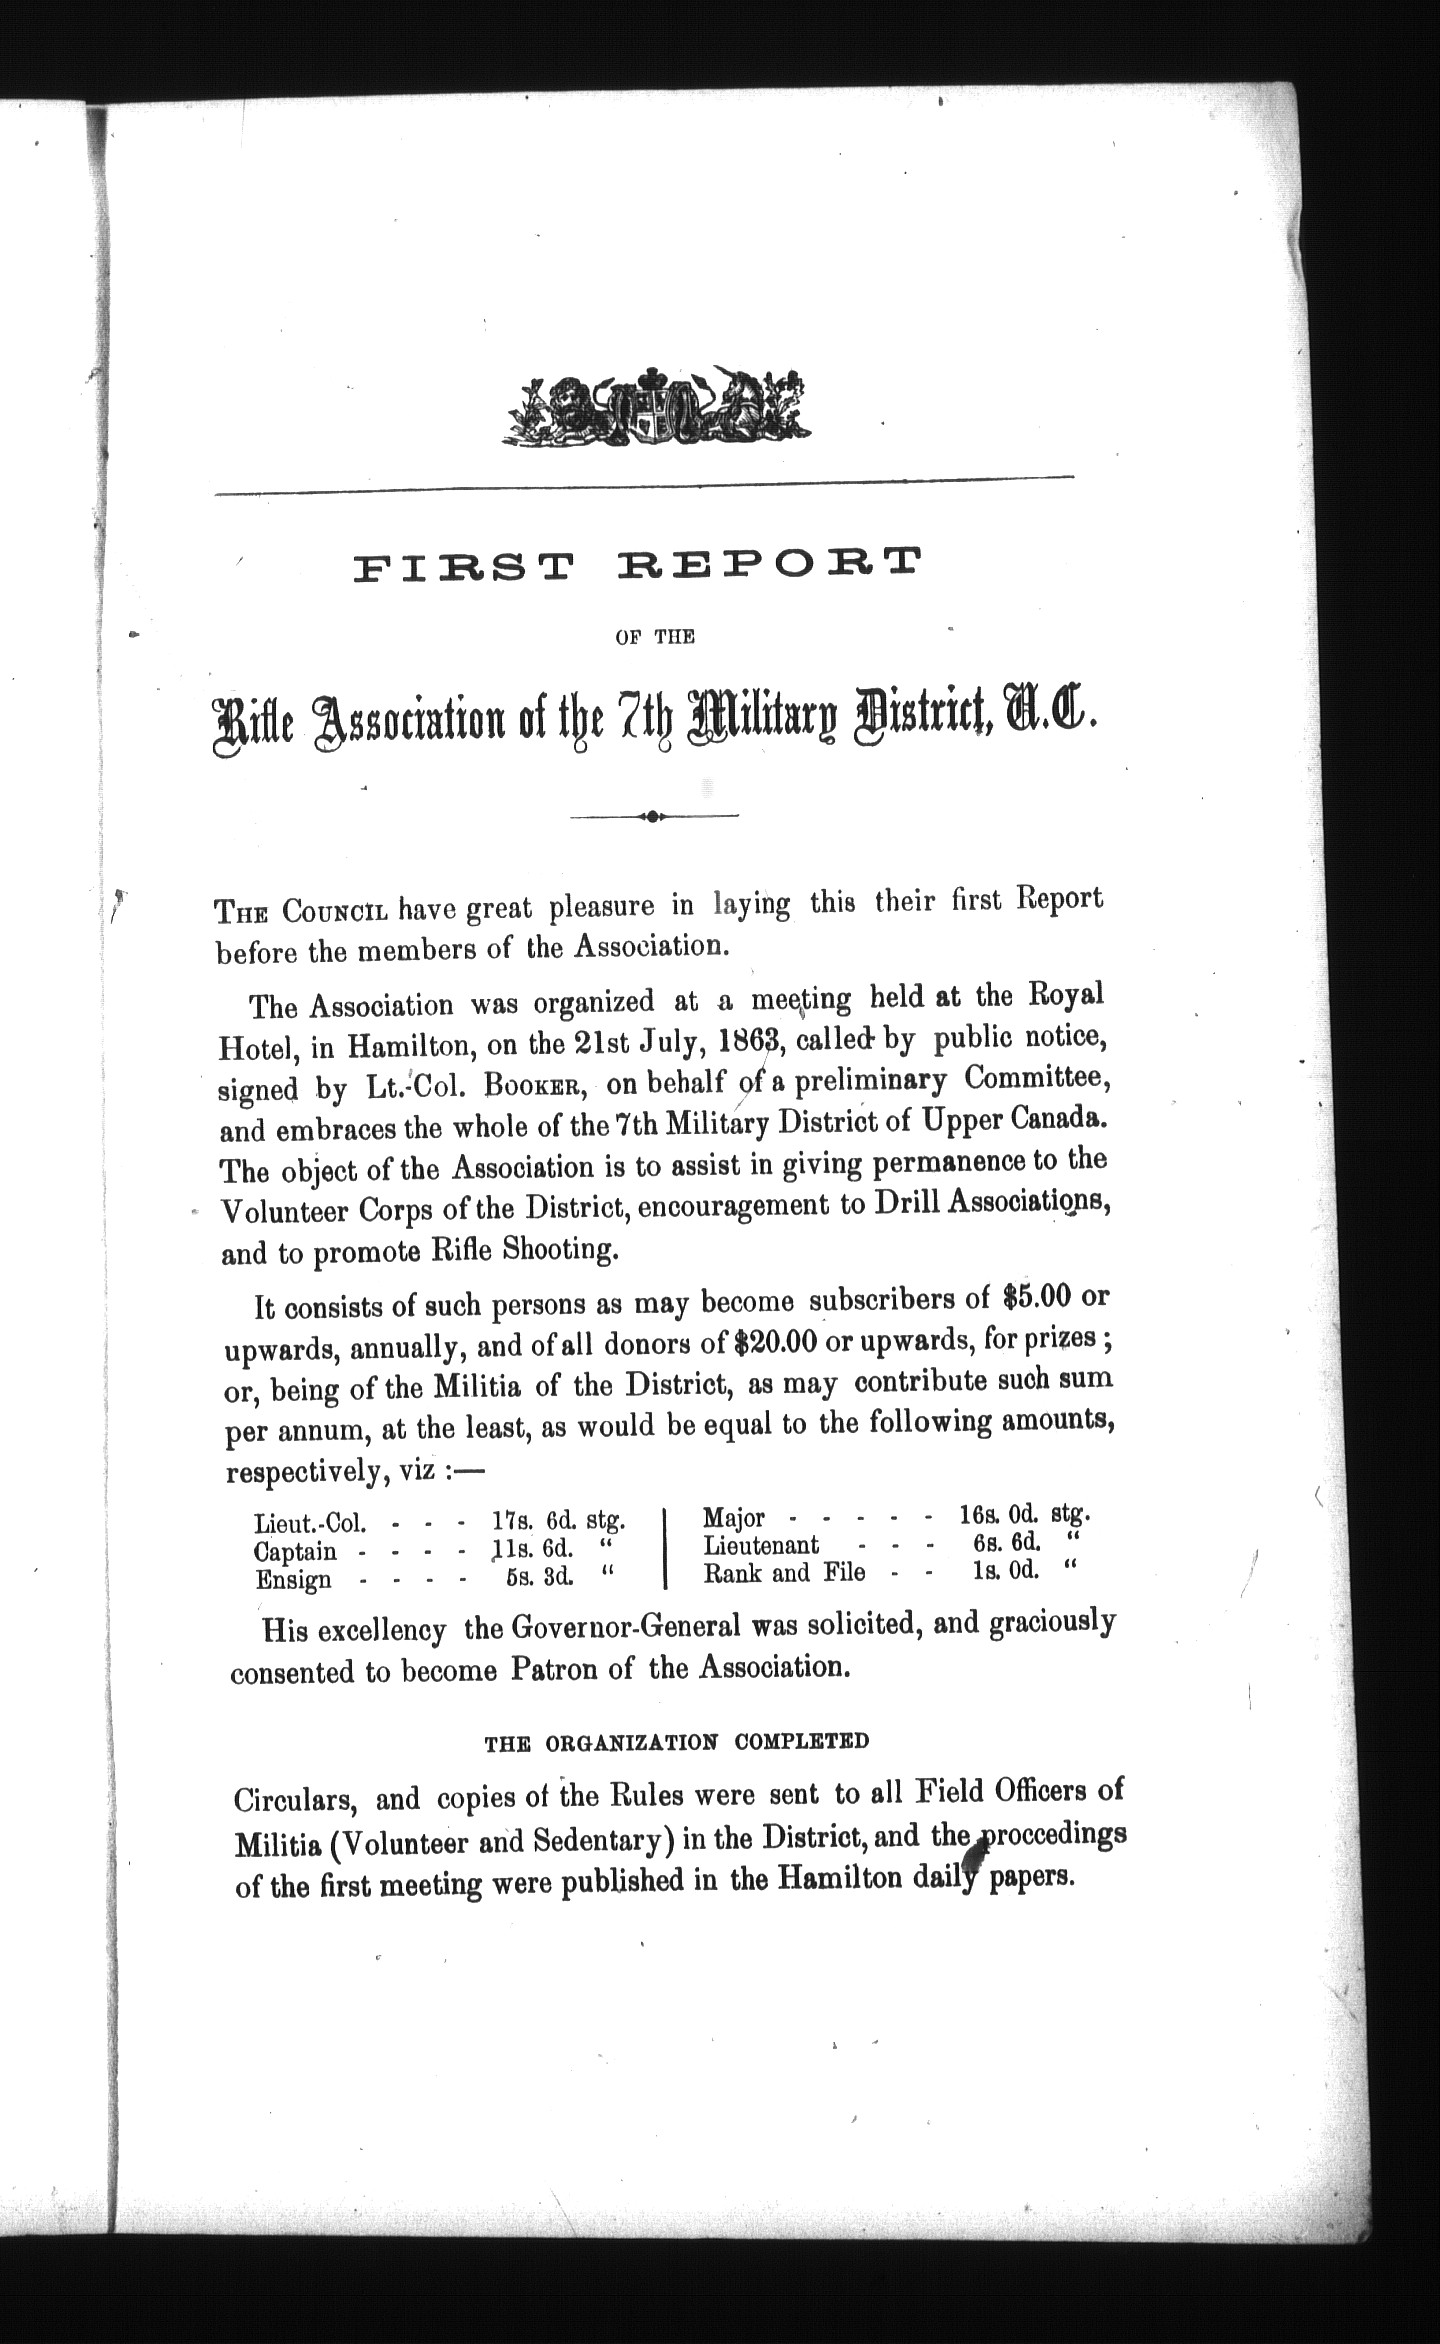 FIRST REPORT
OF THE
Rifle Association of the 7th Military District, U.C.
THE COUNCIL have great pleasure in laying this their first Report
before the members of the Association.
The Association was organized at a meeting held at the Royal
Hotel, in Hamilton, on the 21st July, 1863, called by public notice,
signed by Lt.-Col. BOOKER, on behalf of a preliminary Committee,
and embraces the whole of the 7th Military District of Upper Canada.
The object of the Association is to assist in giving permanence to the
Volunteer Corps of the District, encouragement to Drill Associations,
and to promote Rifle Shooting.
It consists of such persons as may become subscribers of $5.00 or
upwards, annually, and of all donors of $20.00 or upwards, for prizes ;
or, being of the Militia of the District, as may contribute such sum
per annum, at the least, as would be equal to the following amounts,
respectively, viz :—
Lieut.-Col. - - - 17s. 6d. stg. | Major - - - - - 16s. 0d. stg.
Captain - - - - 11s. 6d. “ | Lieutenant - - - 6s. 6d. “
Ensign - - - - 5s. 3d. “ | Rank and File - - 1s. 0d. “
His excellency the Governor-General was solicited, and graciously
consented to become Patron of the Association.
THE ORGANIZATION COMPLETED
Circulars, and copies of the Rules were sent to all Field Officers of
Militia (Volunteer and Sedentary) in the District, and the proccedings
of the first meeting were published in the Hamilton daily papers.